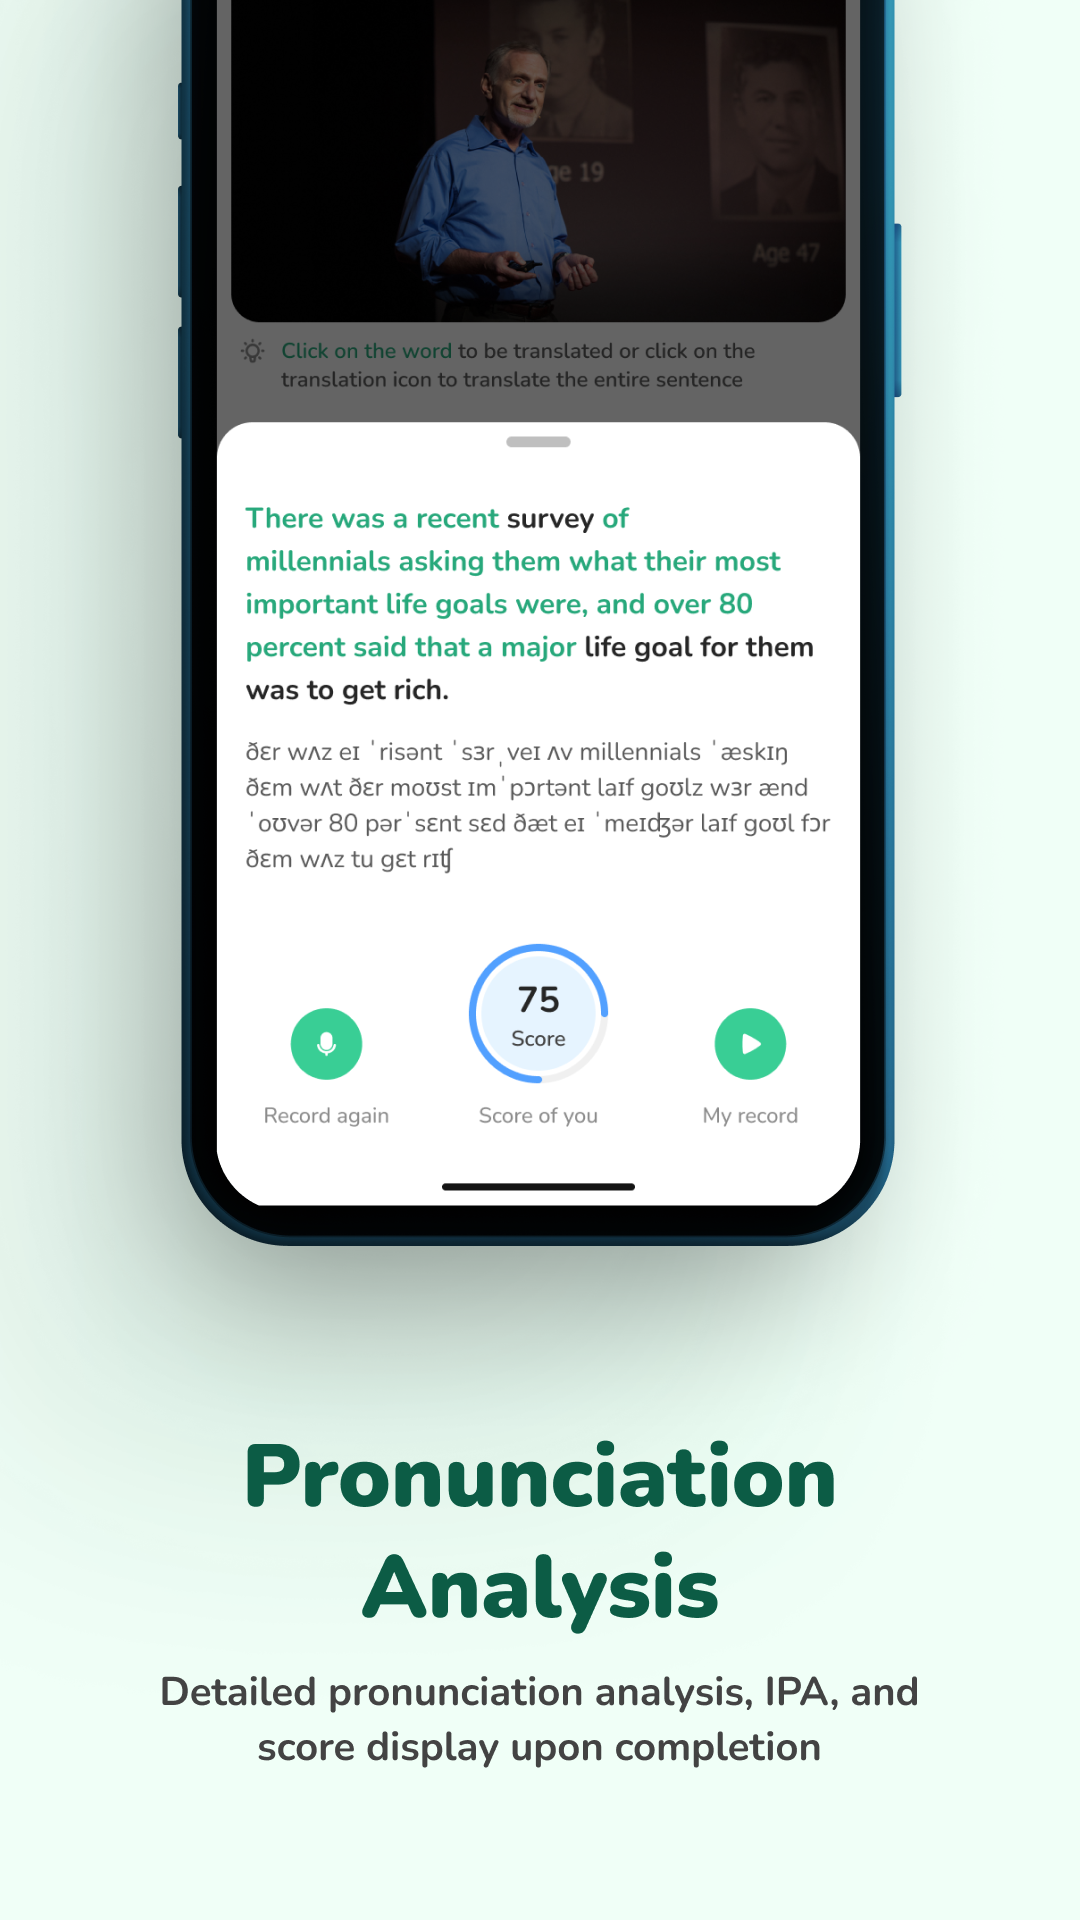 ge 19
Age 47
Click on the word to be translated or click on the
translation icon to translate the entire sentence
There was a recent survey of
millennials asking them what their most
important life goals were, and over 80
percent said that a major life goal for them
was to get rich.
ðɛr wʌz eɪ ˈrisənt ˈsɜrˌveɪ ʌv millennials ˈæskɪŋ
ðɛm wʌt ðɛr moʊst ɪmˈpɔrtənt laɪf goʊlz wɜr ænd
ˈoʊvər 80 pərˈsɛnt sɛd ðæt eɪ ˈmeɪʤər laɪf goʊl fɔr
ðɛm wʌz tu gɛt rɪʧ
75
Score
Record again
Score of you
My record
Pronunciation
Analysis
Detailed pronunciation analysis, IPA, and
score display upon completion